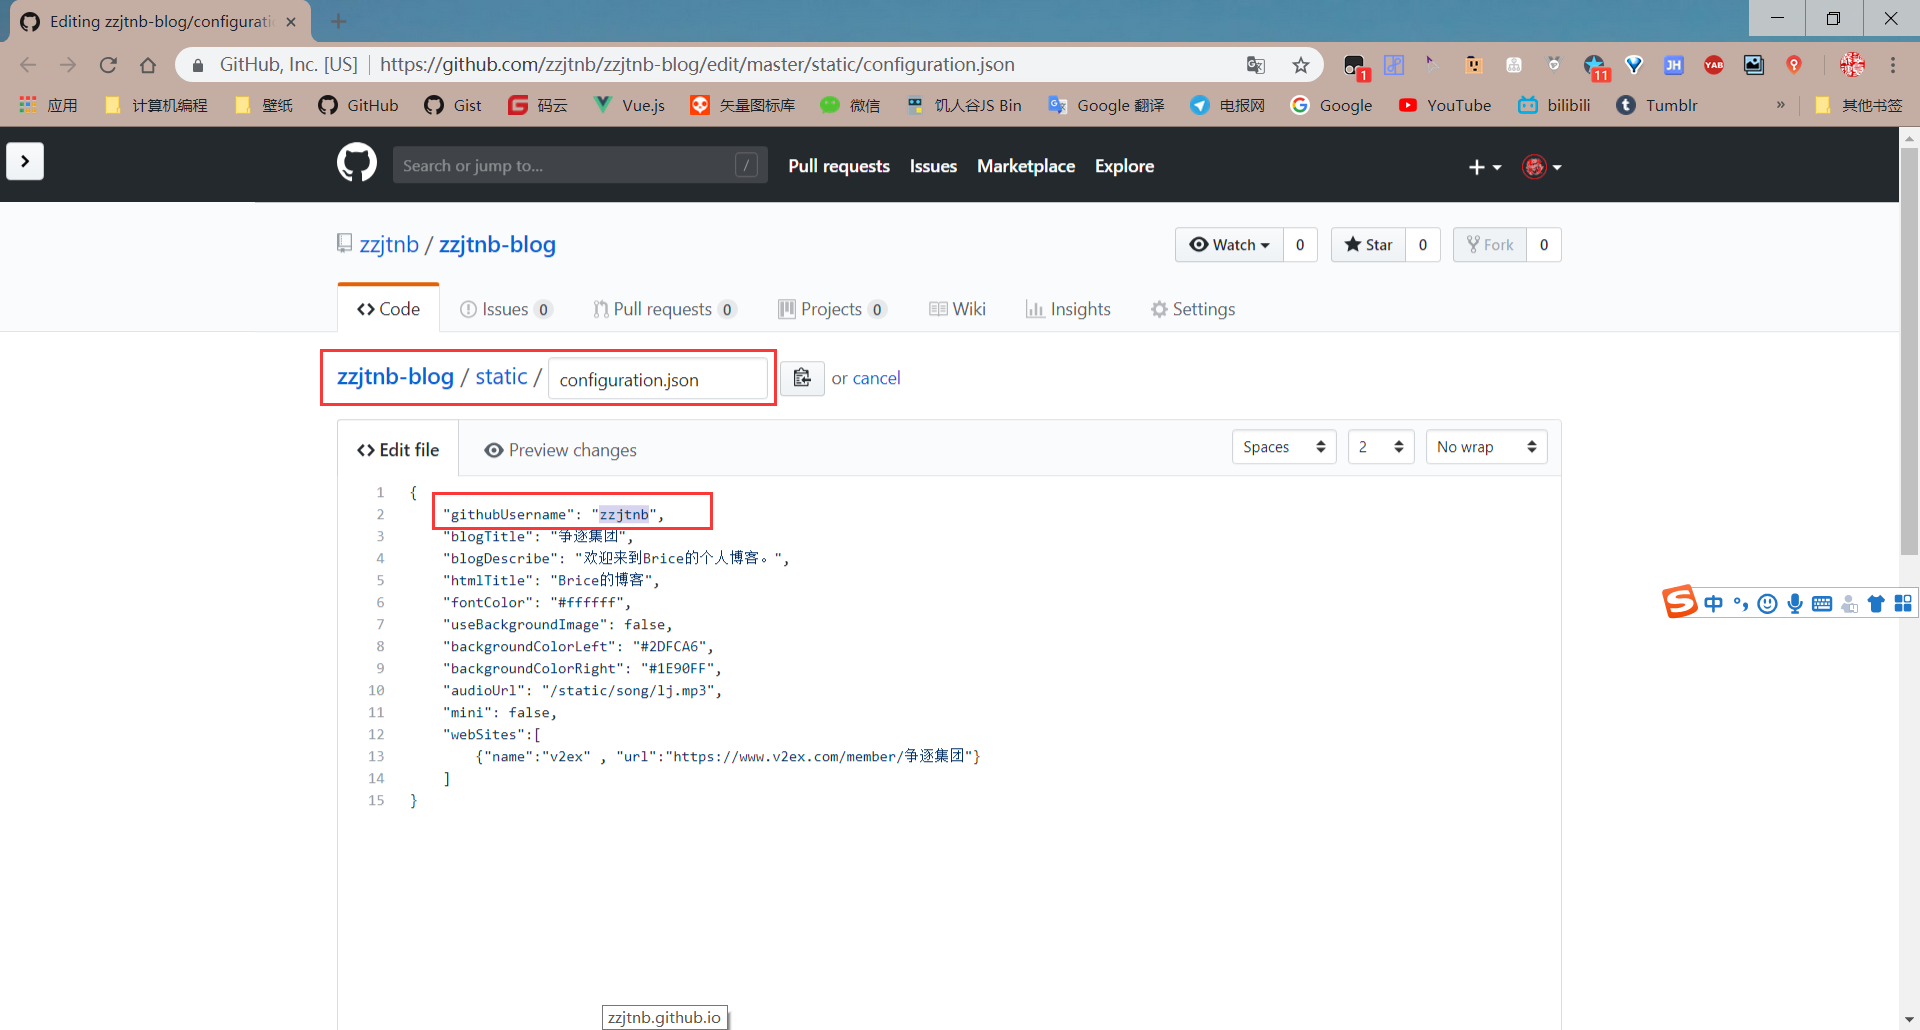 Editing zzjtnb-blog/configurati
GitHub, Inc. [US] https://github.com/zzjtnb/zzjtnb-blog/edit/master/static/configuration.json
1
11
JH
YAB
应用 计算机编程 壁纸 GitHub Gist 码云 Vue.js 矢量图标库 微信 饥人谷JS Bin Google 翻译 电报网 Google YouTube bilibili Tumblr » 其他书签
Search or jump to... / Pull requests Issues Marketplace Explore
zzjtnb / zzjtnb-blog
Watch 0 Star 0 Fork 0
Code Issues 0 Pull requests 0 Projects 0 Wiki Insights Settings
zzjtnb-blog / static / configuration.json or cancel
Edit file Preview changes Spaces 2 No wrap
1 {
2 "githubUsername": "zzjtnb",
3 "blogTitle": "争逐集团",
4 "blogDescribe": "欢迎来到Brice的个人博客。",
5 "htmlTitle": "Brice的博客",
6 "fontColor": "#ffffff",
7 "useBackgroundImage": false,
8 "backgroundColorLeft": "#2DFCA6",
9 "backgroundColorRight": "#1E90FF",
10 "audioUrl": "/static/song/lj.mp3",
11 "mini": false,
12 "webSites":[
13 {"name":"v2ex" , "url":"https://www.v2ex.com/member/争逐集团"}
14 ]
15 }
中
zzjtnb.github.io